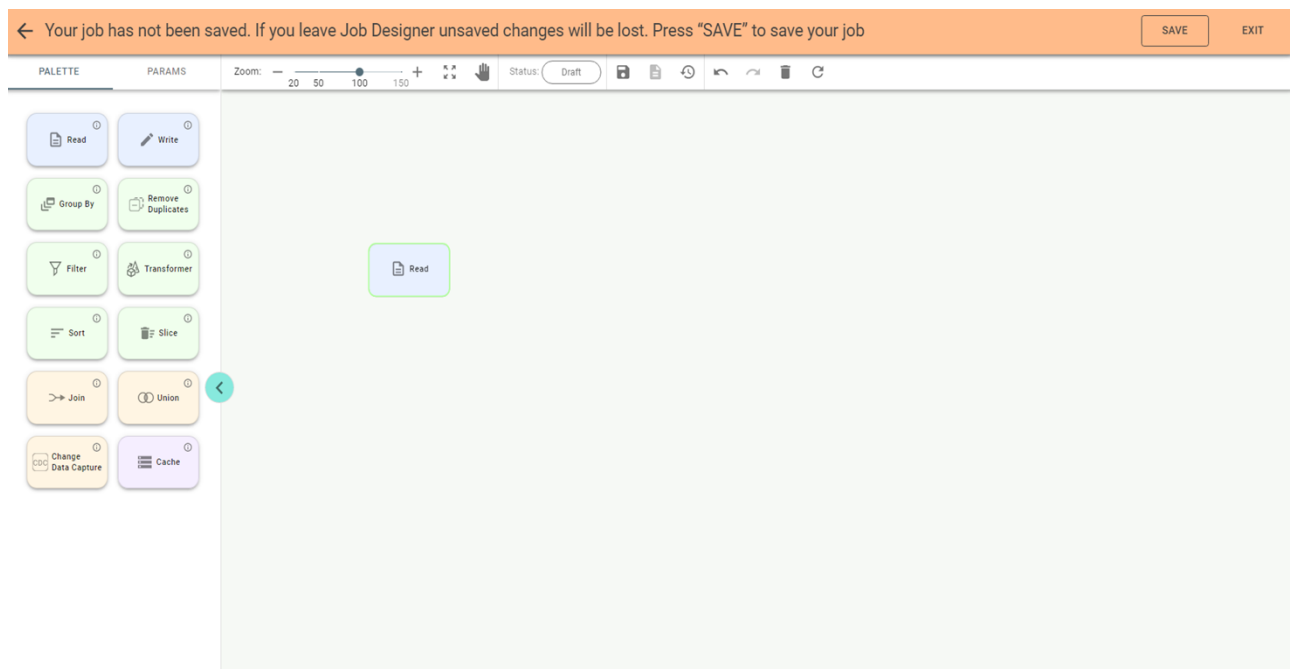 Your job has not been saved. If you leave Job Designer unsaved changes will be lost. Press “SAVE” to save your job
SAVE
EXIT
PALETTE
PARAMS
Zoom:
20 50 100 150
Status:
Draft
Read
Write
Group By
Remove
Duplicates
Filter
Transformer
Sort
Slice
Join
Union
CDC
Change
Data Capture
Cache
Read